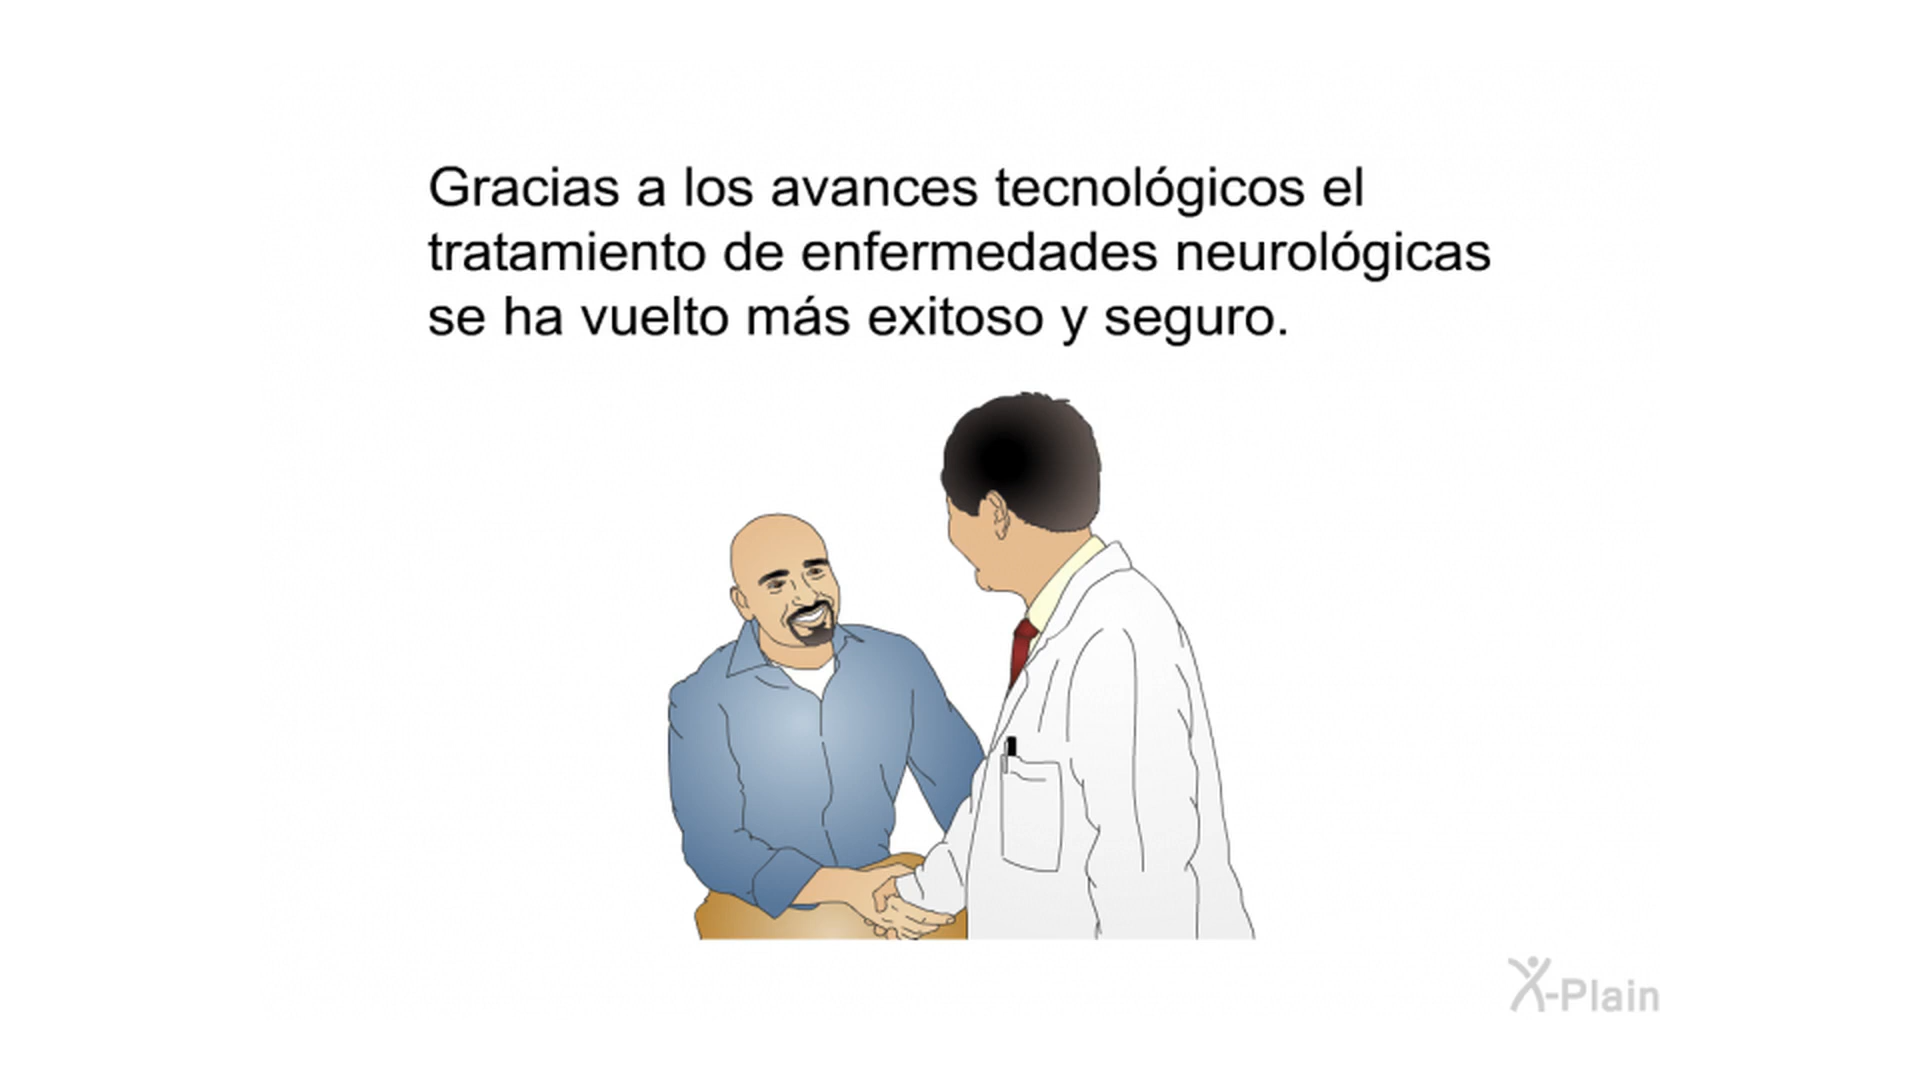 Gracias a los avances tecnológicos el
tratamiento de enfermedades neurológicas
se ha vuelto más exitoso y seguro.
X-Plain